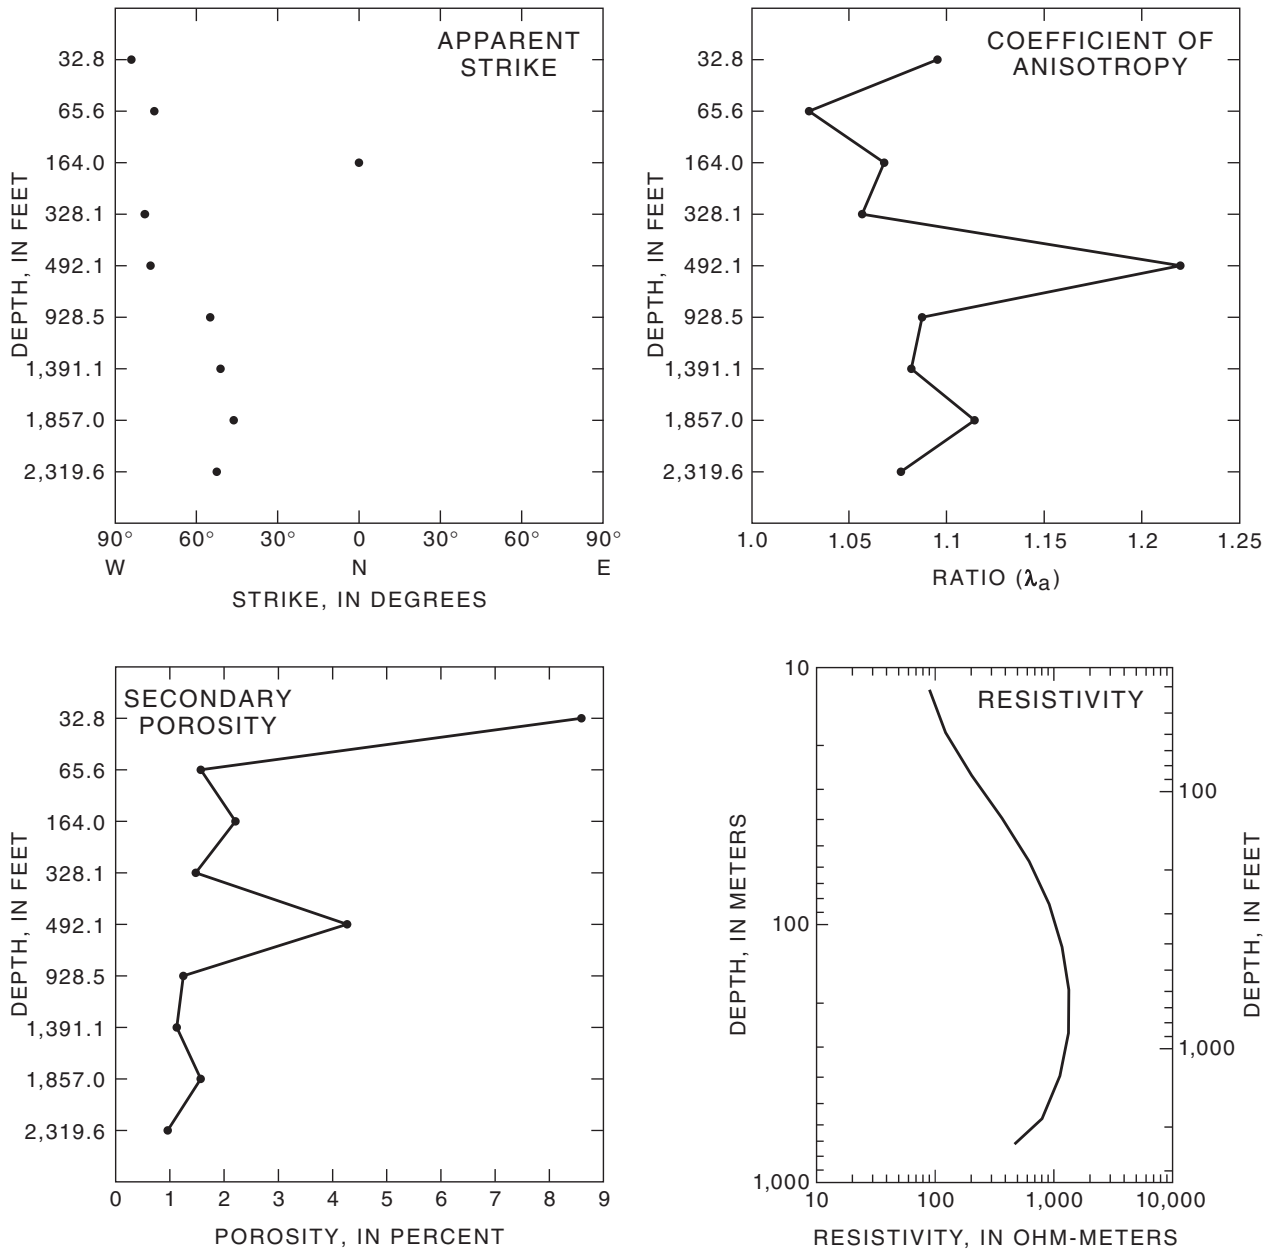 APPARENT
STRIKE
DEPTH, IN FEET
32.8
65.6
164.0
328.1
492.1
928.5
1,391.1
1,857.0
2,319.6
90° 60° 30° 0 30° 60° 90°
W N E
STRIKE, IN DEGREES
COEFFICIENT OF
ANISOTROPY
DEPTH, IN FEET
32.8
65.6
164.0
328.1
492.1
928.5
1,391.1
1,857.0
2,319.6
1.0 1.05 1.1 1.15 1.2 1.25
RATIO (λa)
SECONDARY
POROSITY
DEPTH, IN FEET
32.8
65.6
164.0
328.1
492.1
928.5
1,391.1
1,857.0
2,319.6
0 1 2 3 4 5 6 7 8 9
POROSITY, IN PERCENT
RESISTIVITY
DEPTH, IN METERS
10
100
1,000
DEPTH, IN FEET
100
1,000
10 100 1,000 10,000
RESISTIVITY, IN OHM-METERS